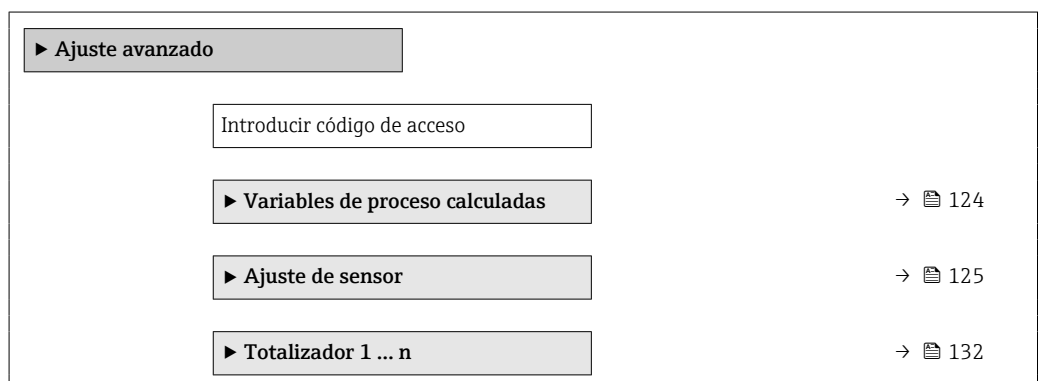 ▶ Ajuste avanzado
Introducir código de acceso
▶ Variables de proceso calculadas → 124
▶ Ajuste de sensor → 125
▶ Totalizador 1 … n → 132